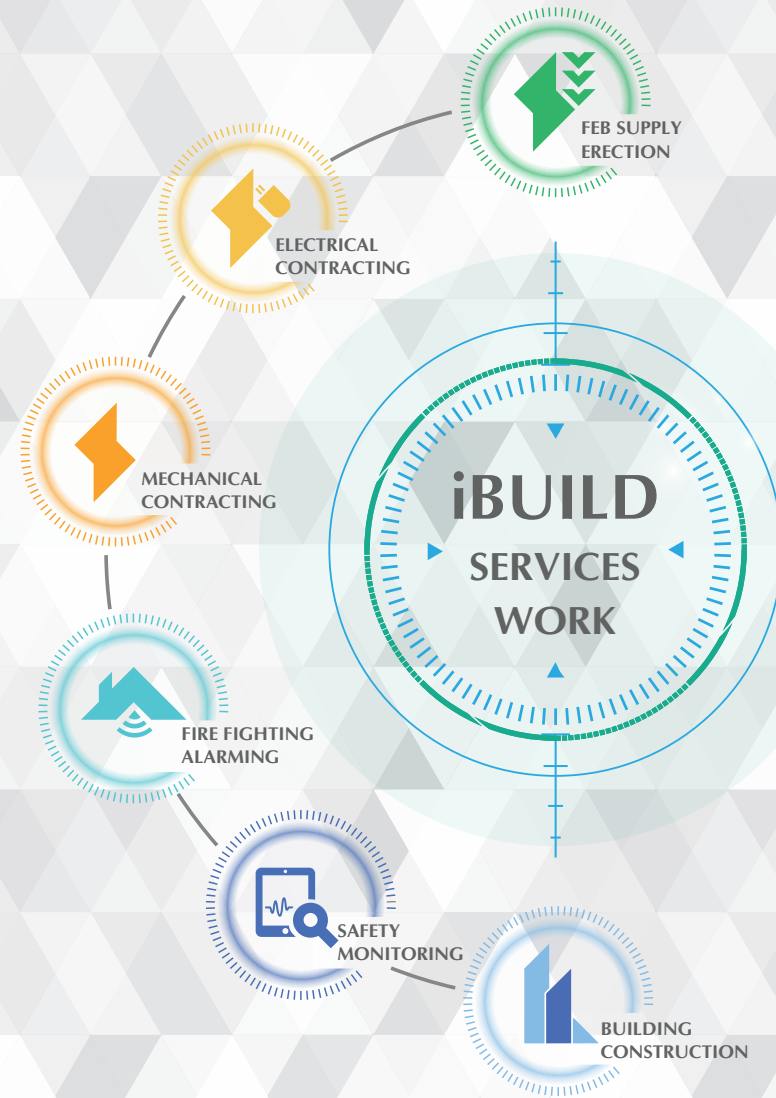 FEB SUPPLY
ERECTION
ELECTRICAL
CONTRACTING
MECHANICAL
CONTRACTING
iBUILD
SERVICES
WORK
FIRE FIGHTING
ALARMING
SAFETY
MONITORING
BUILDING
CONSTRUCTION